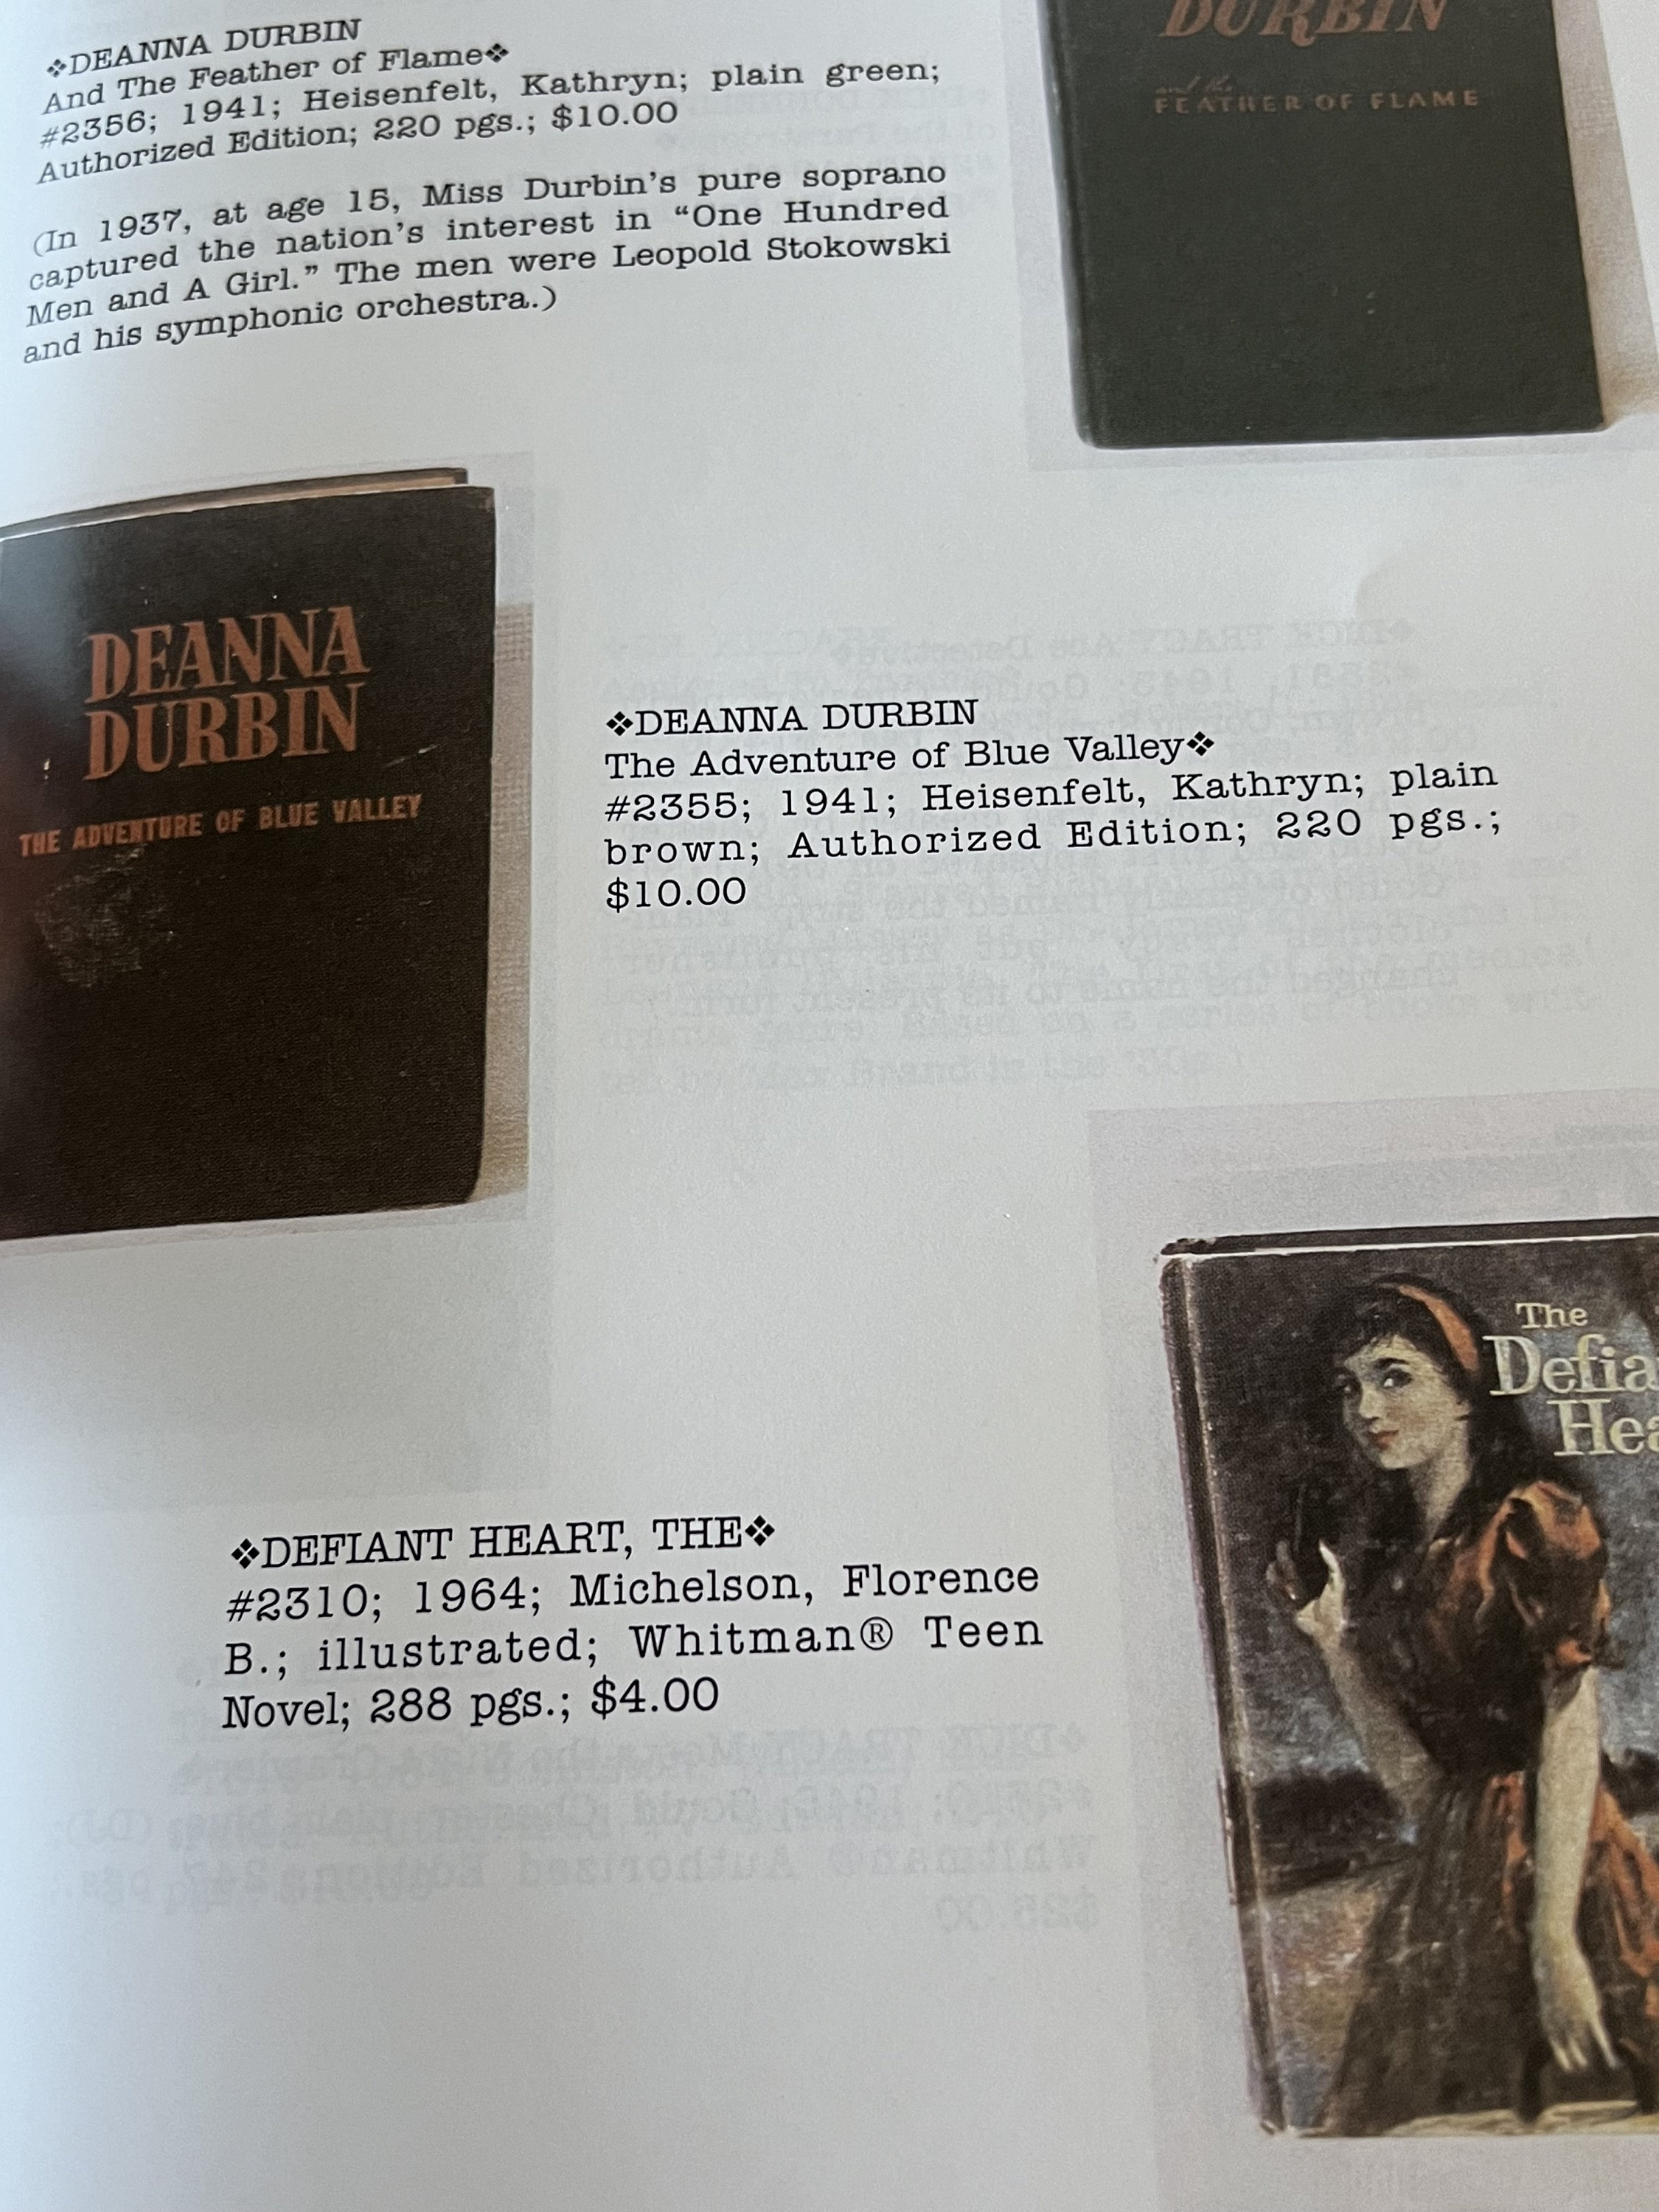 ❖DEANNA DURBIN
And The Feather of Flame❖
#2356; 1941; Heisenfelt, Kathryn; plain green;
Authorized Edition; 220 pgs.; $10.00
(In 1937, at age 15, Miss Durbin's pure soprano
captured the nation's interest in “One Hundred
Men and A Girl.” The men were Leopold Stokowski
and his symphonic orchestra.)
DURBIN
and the
FEATHER OF FLAME
DEANNA
DURBIN
THE ADVENTURE OF BLUE VALLEY
❖DEANNA DURBIN
The Adventure of Blue Valley❖
#2355; 1941; Heisenfelt, Kathryn; plain
brown; Authorized Edition; 220 pgs.;
$10.00
The
Defia
Hea
❖DEFIANT HEART, THE❖
#2310; 1964; Michelson, Florence
B.; illustrated; Whitman® Teen
Novel; 288 pgs.; $4.00